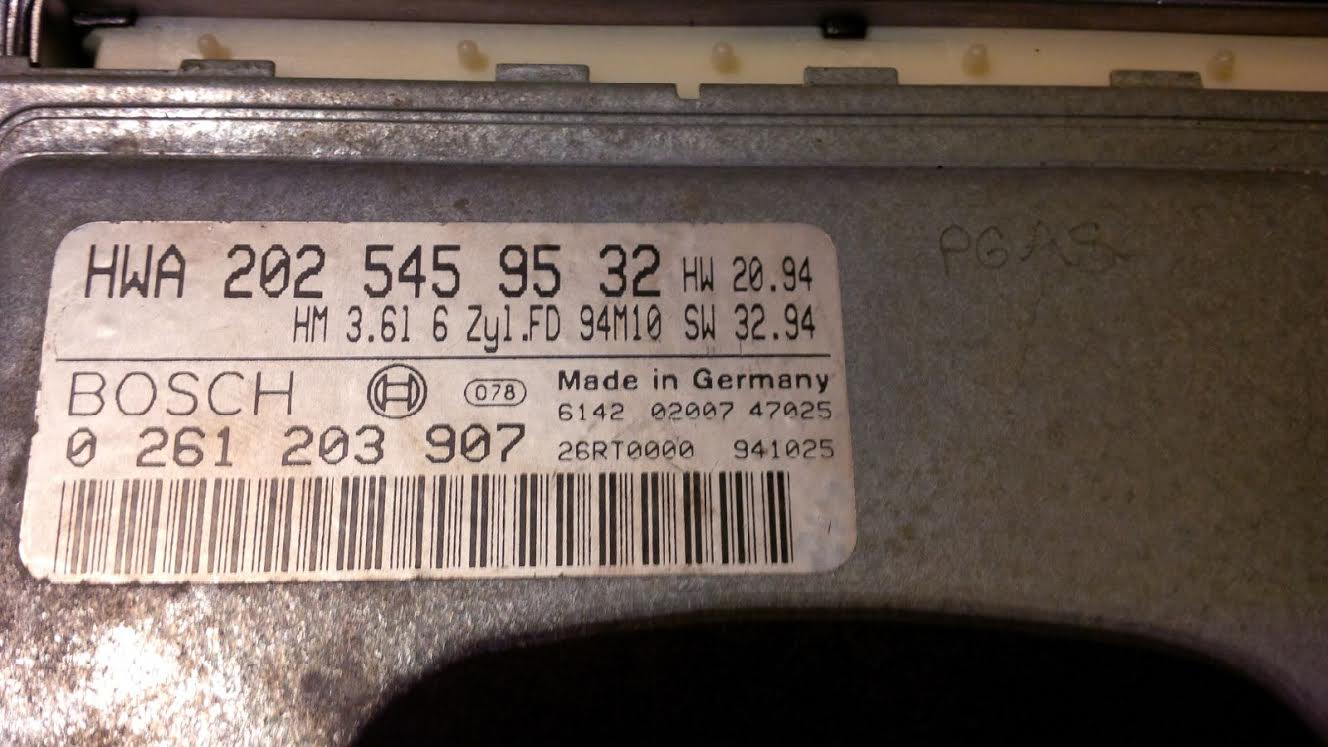 HWA 202 545 95 32 HW 20.94
HM 3.6l 6 Zyl.FD 94M10 SW 32.94
BOSCH 078 Made in Germany
6142 02007 47025
0 261 203 907 26RT0000 941025